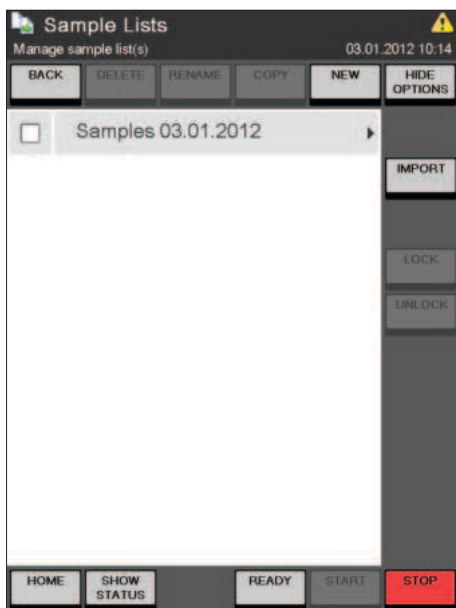 Sample Lists
Manage sample list(s)
03.01.2012 10:14
BACK
DELETE
RENAME
COPY
NEW
HIDE
OPTIONS
Samples 03.01.2012
IMPORT
LOCK
UNLOCK
HOME
SHOW
STATUS
READY
START
STOP